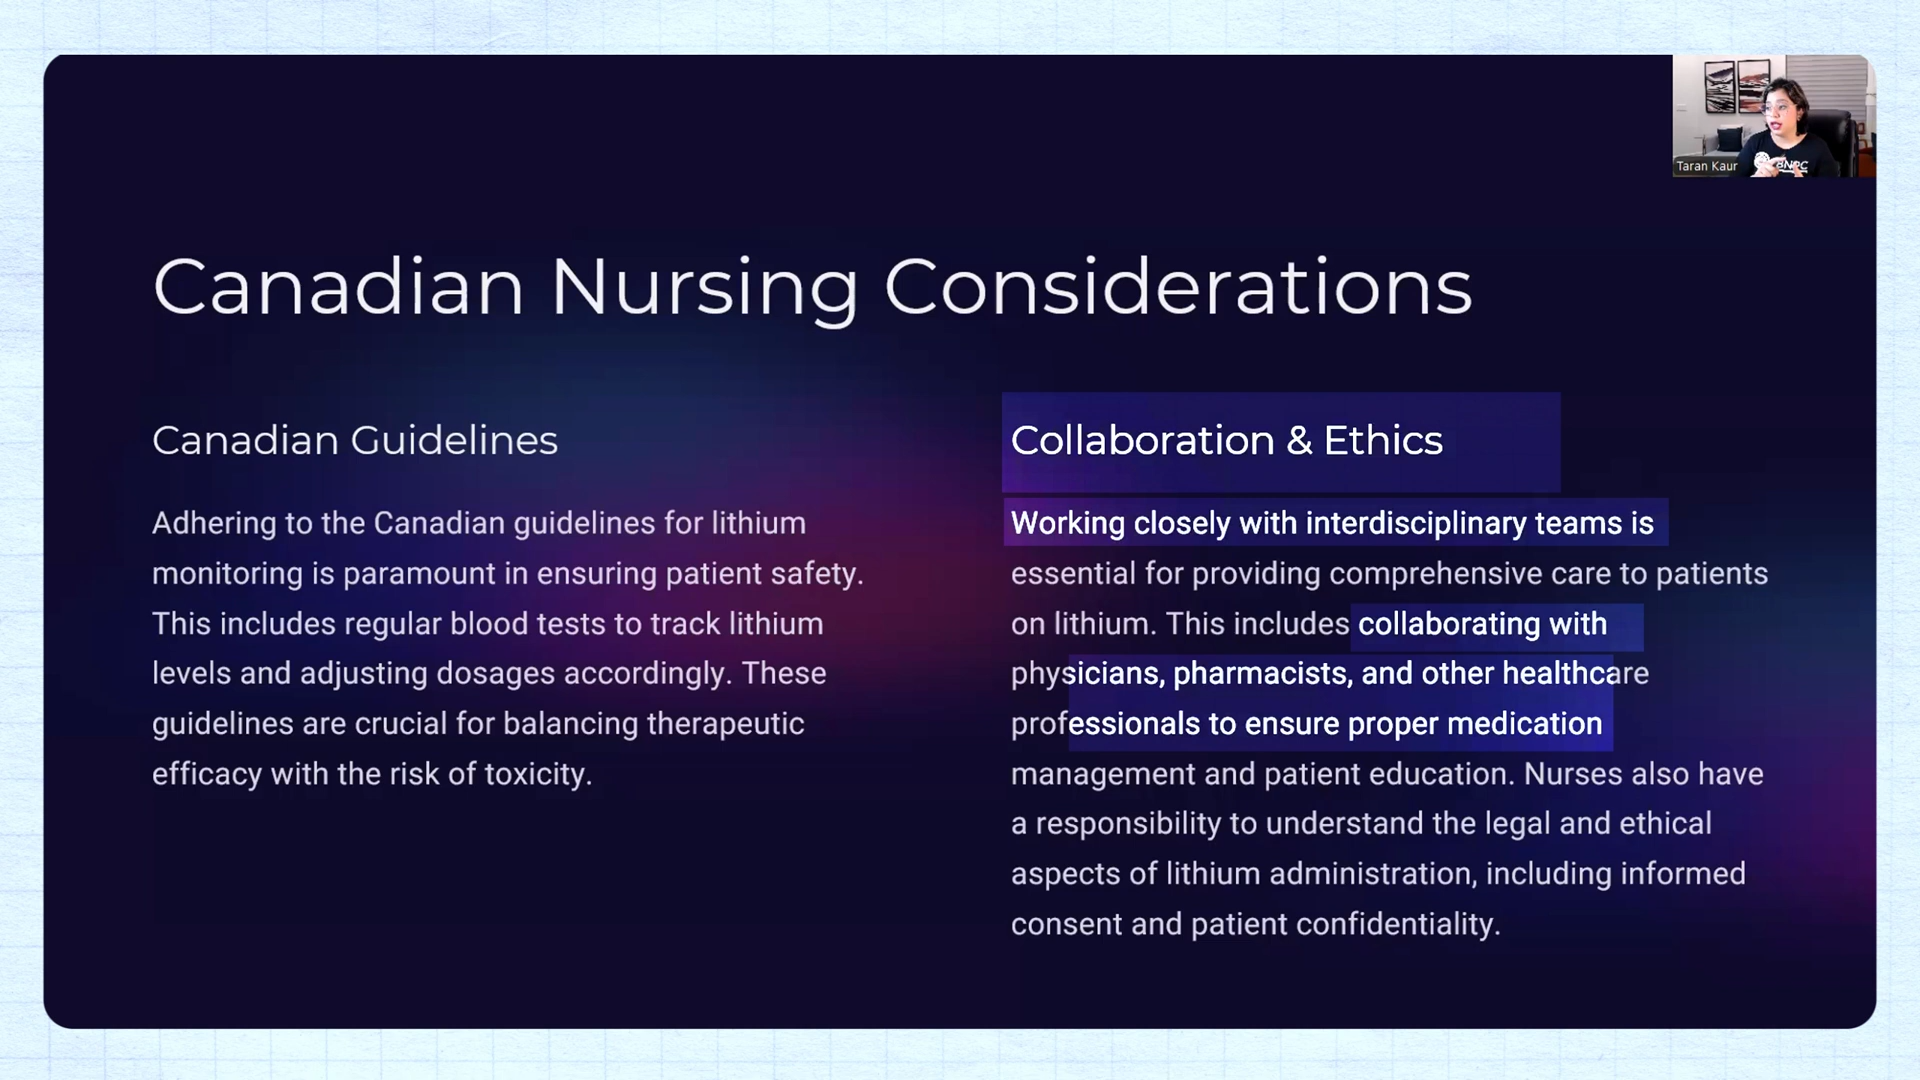 Taran Kaur
BNPC
Canadian Nursing Considerations
Canadian Guidelines
Adhering to the Canadian guidelines for lithium
monitoring is paramount in ensuring patient safety.
This includes regular blood tests to track lithium
levels and adjusting dosages accordingly. These
guidelines are crucial for balancing therapeutic
efficacy with the risk of toxicity.
Collaboration & Ethics
Working closely with interdisciplinary teams is
essential for providing comprehensive care to patients
on lithium. This includes collaborating with
physicians, pharmacists, and other healthcare
professionals to ensure proper medication
management and patient education. Nurses also have
a responsibility to understand the legal and ethical
aspects of lithium administration, including informed
consent and patient confidentiality.